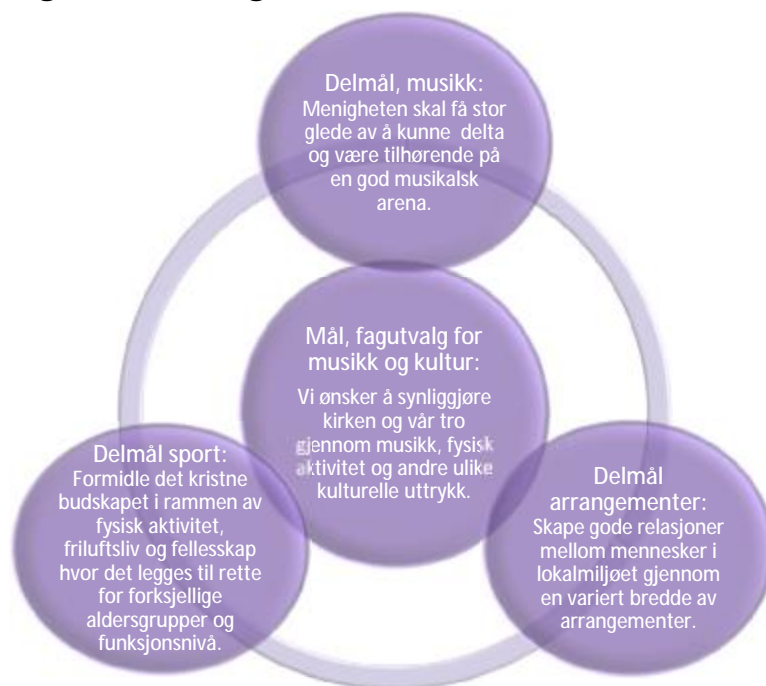 Delmål, musikk:
Menigheten skal få stor
glede av å kunne delta
og være tilhørende på
en god musikalsk
arena.
Mål, fagutvalg for
musikk og kultur:
Vi ønsker å synliggjøre
kirken og vår tro
gjennom musikk, fysisk
aktivitet og andre ulike
kulturelle uttrykk.
Delmål sport:
Formidle det kristne
budskapet i rammen av
fysisk aktivitet,
friluftsliv og fellesskap
hvor det legges til rette
for forksjellige
aldersgrupper og
funksjonsnivå.
Delmål
arrangementer:
Skape gode relasjoner
mellom mennesker i
lokalmiljøet gjennom
en variert bredde av
arrangementer.